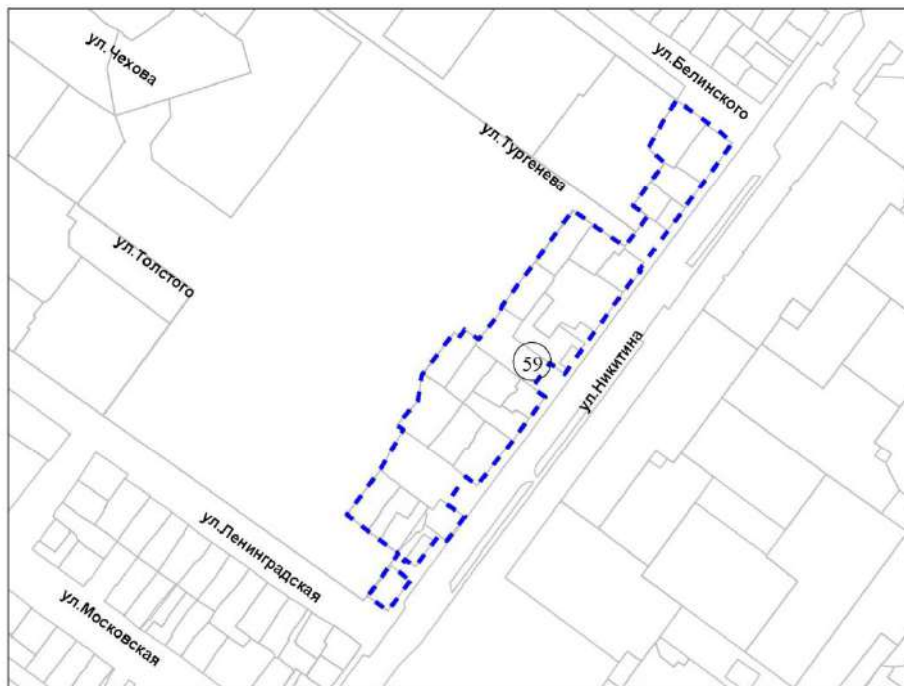 ул.Чехова
ул.Белинского
ул.Тургенева
ул.Толстого
59
ул.Никитина
ул.Ленинградская
ул.Московская